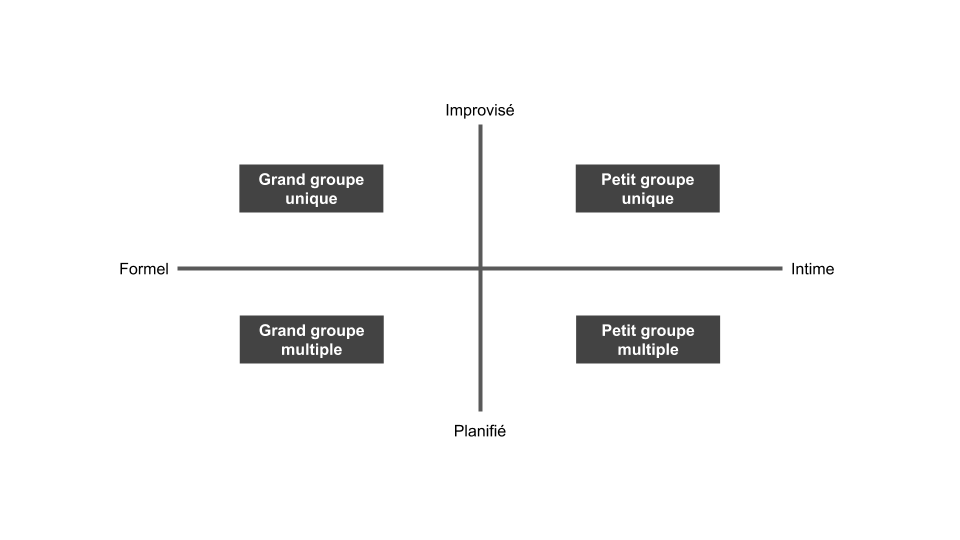 Improvisé
Grand groupe
unique
Petit groupe
unique
Formel
Intime
Grand groupe
multiple
Petit groupe
multiple
Planifié